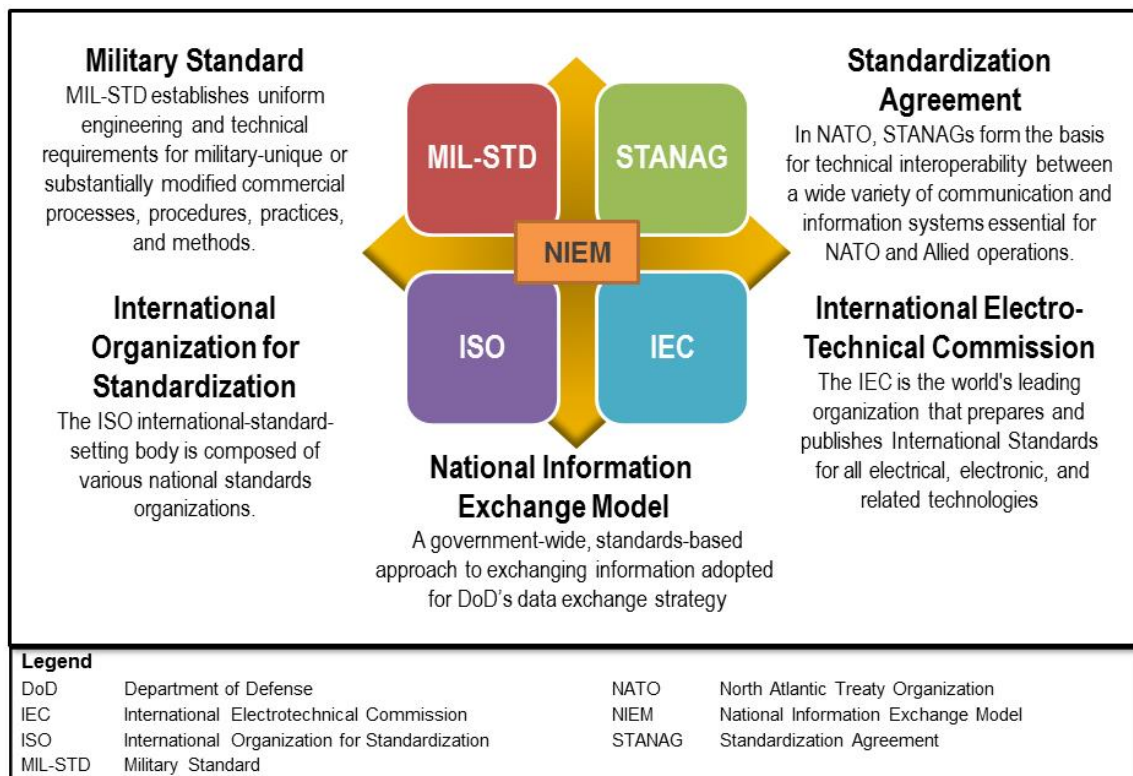 Military Standard
MIL-STD establishes uniform
engineering and technical
requirements for military-unique or
substantially modified commercial
processes, procedures, practices,
and methods.
MIL-STD
STANAG
Standardization
Agreement
In NATO, STANAGs form the basis
for technical interoperability between
a wide variety of communication and
information systems essential for
NATO and Allied operations.
NIEM
International
Organization for
Standardization
The ISO international-standard-
setting body is composed of
various national standards
organizations.
ISO
IEC
International Electro-
Technical Commission
The IEC is the world's leading
organization that prepares and
publishes International Standards
for all electrical, electronic, and
related technologies
National Information
Exchange Model
A government-wide, standards-based
approach to exchanging information adopted
for DoD’s data exchange strategy
Legend
DoD Department of Defense
IEC International Electrotechnical Commission
ISO International Organization for Standardization
MIL-STD Military Standard
NATO North Atlantic Treaty Organization
NIEM National Information Exchange Model
STANAG Standardization Agreement